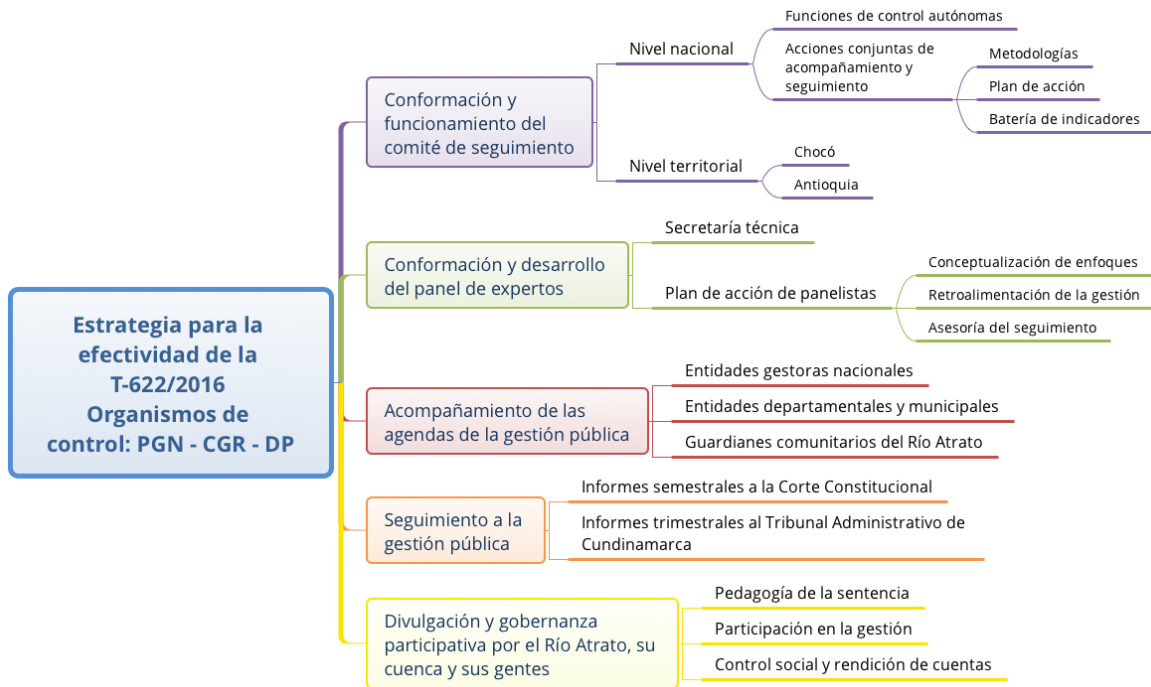 Estrategia para la
efectividad de la
T-622/2016
Organismos de
control: PGN - CGR - DP
Conformación y
funcionamiento del
comité de seguimiento
Nivel nacional
Funciones de control autónomas
Acciones conjuntas de
acompañamiento y
seguimiento
Metodologías
Plan de acción
Batería de indicadores
Nivel territorial
Chocó
Antioquia
Conformación y desarrollo
del panel de expertos
Secretaría técnica
Plan de acción de panelistas
Conceptualización de enfoques
Retroalimentación de la gestión
Asesoría del seguimiento
Acompañamiento de las
agendas de la gestión pública
Entidades gestoras nacionales
Entidades departamentales y municipales
Guardianes comunitarios del Río Atrato
Seguimiento a la
gestión pública
Informes semestrales a la Corte Constitucional
Informes trimestrales al Tribunal Administrativo de
Cundinamarca
Divulgación y gobernanza
participativa por el Río Atrato, su
cuenca y sus gentes
Pedagogía de la sentencia
Participación en la gestión
Control social y rendición de cuentas